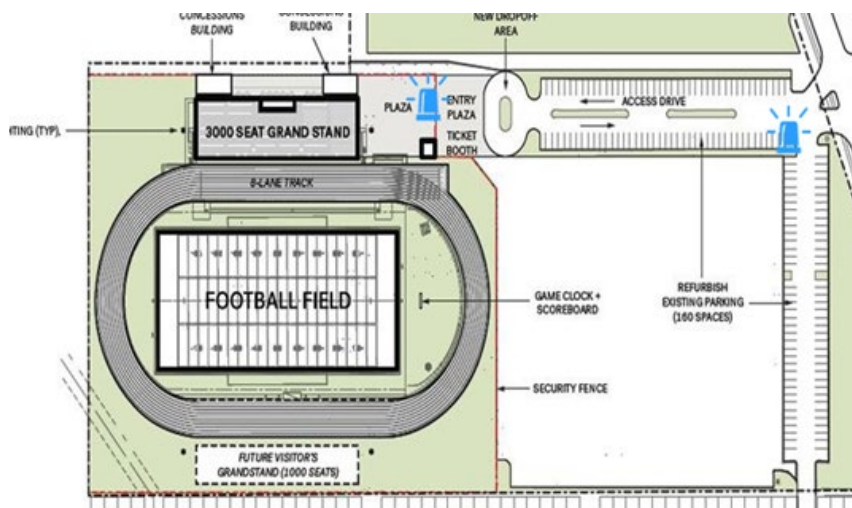 CONCESSIONS
BUILDING
CONCESSIONS
BUILDING
NEW DROPOFF
AREA
PLAZA
ENTRY
PLAZA
ACCESS DRIVE
TICKET
BOOTH
3000 SEAT GRAND STAND
8-LANE TRACK
FOOTBALL FIELD
GAME CLOCK +
SCOREBOARD
REFURBISH
EXISTING PARKING
(160 SPACES)
SECURITY FENCE
FUTURE VISITOR'S
GRANDSTAND (1000 SEATS)